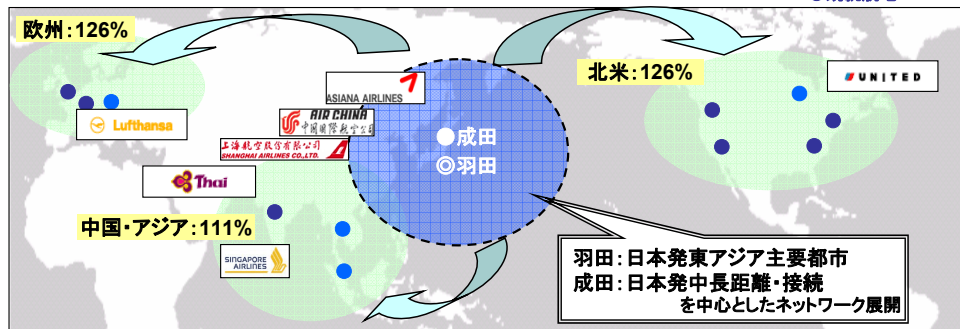 欧州:126%
北米:126%
UNITED
ASIANA AIRLINES
AIR CHINA
中国国際航空公司
Lufthansa
上海航空股份有限公司
SHANGHAI AIRLINES CO.,LTD.
●成田
◎羽田
Thai
中国・アジア:111%
SINGAPORE
AIRLINES
羽田:日本発東アジア主要都市
成田:日本発中長距離・接続
を中心としたネットワーク展開